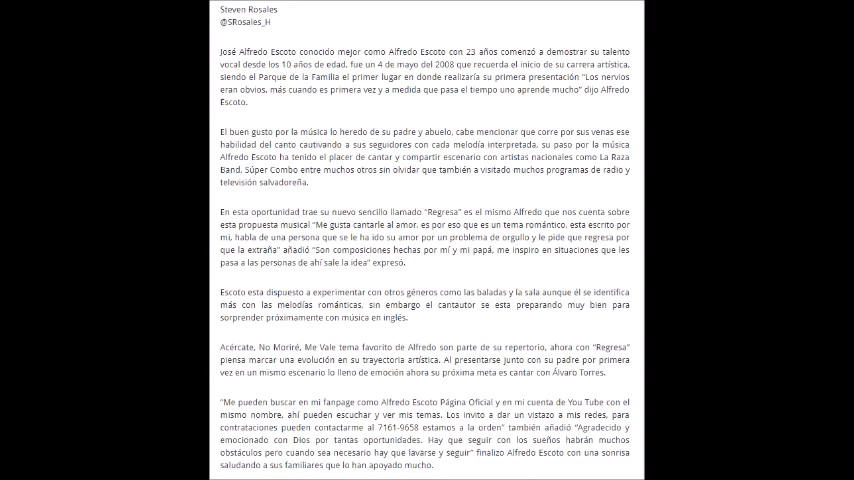 Steven Rosales
@SRosales_H
José Alfredo Escoto conocido mejor como Alfredo Escoto con 23 años comenzó a demostrar su talento
vocal desde los 10 años de edad, fue un 4 de mayo del 2008 que recuerda el inicio de su carrera artística,
siendo el Parque de la Familia el primer lugar en donde realizaría su primera presentación “Los nervios
eran obvios, más cuando es primera vez y a medida que pasa el tiempo uno aprende mucho” dijo Alfredo
Escoto.
El buen gusto por la música lo heredo de su padre y abuelo, cabe mencionar que corre por sus venas ese
habilidad del canto cautivando a sus seguidores con cada melodía interpretada, su paso por la música
Alfredo Escoto ha tenido el placer de cantar y compartir escenario con artistas nacionales como La Raza
Band, Súper Combo entre muchos otros sin olvidar que también a visitado muchos programas de radio y
televisión salvadoreña.
En esta oportunidad trae su nuevo sencillo llamado “Regresa” es el mismo Alfredo que nos cuenta sobre
esta propuesta musical “Me gusta cantarle al amor, es por eso que es un tema romántico, esta escrito por
mi, habla de una persona que se le ha ido su amor por un problema de orgullo y le pide que regresa por
que la extraña” añadió “Son composiciones hechas por mí y mi papá, me inspiro en situaciones que les
pasa a las personas de ahí sale la idea” expresó.
Escoto esta dispuesto a experimentar con otros géneros como las baladas y la salsa aunque él se identifica
más con las melodías románticas, sin embargo el cantautor se esta preparando muy bien para
sorprender próximamente con música en inglés.
Acércate, No Moriré, Me Vale tema favorito de Alfredo son parte de su repertorio, ahora con “Regresa”
piensa marcar una evolución en su trayectoria artística. Al presentarse junto con su padre por primera
vez en un mismo escenario lo lleno de emoción ahora su próxima meta es cantar con Álvaro Torres.
“Me pueden buscar en mi fanpage como Alfredo Escoto Página Oficial y en mi cuenta de You Tube con el
mismo nombre, ahí pueden escuchar y ver mis temas. Los invito a dar un vistazo a mis redes, para
contrataciones pueden contactarme al 7161-9658 estamos a la orden” también añadió “Agradecido y
emocionado con Dios por tantas oportunidades. Hay que seguir con los sueños habrán muchos
obstáculos pero cuando sea necesario hay que lavarse y seguir” finalizo Alfredo Escoto con una sonrisa
saludando a sus familiares que lo han apoyado mucho.